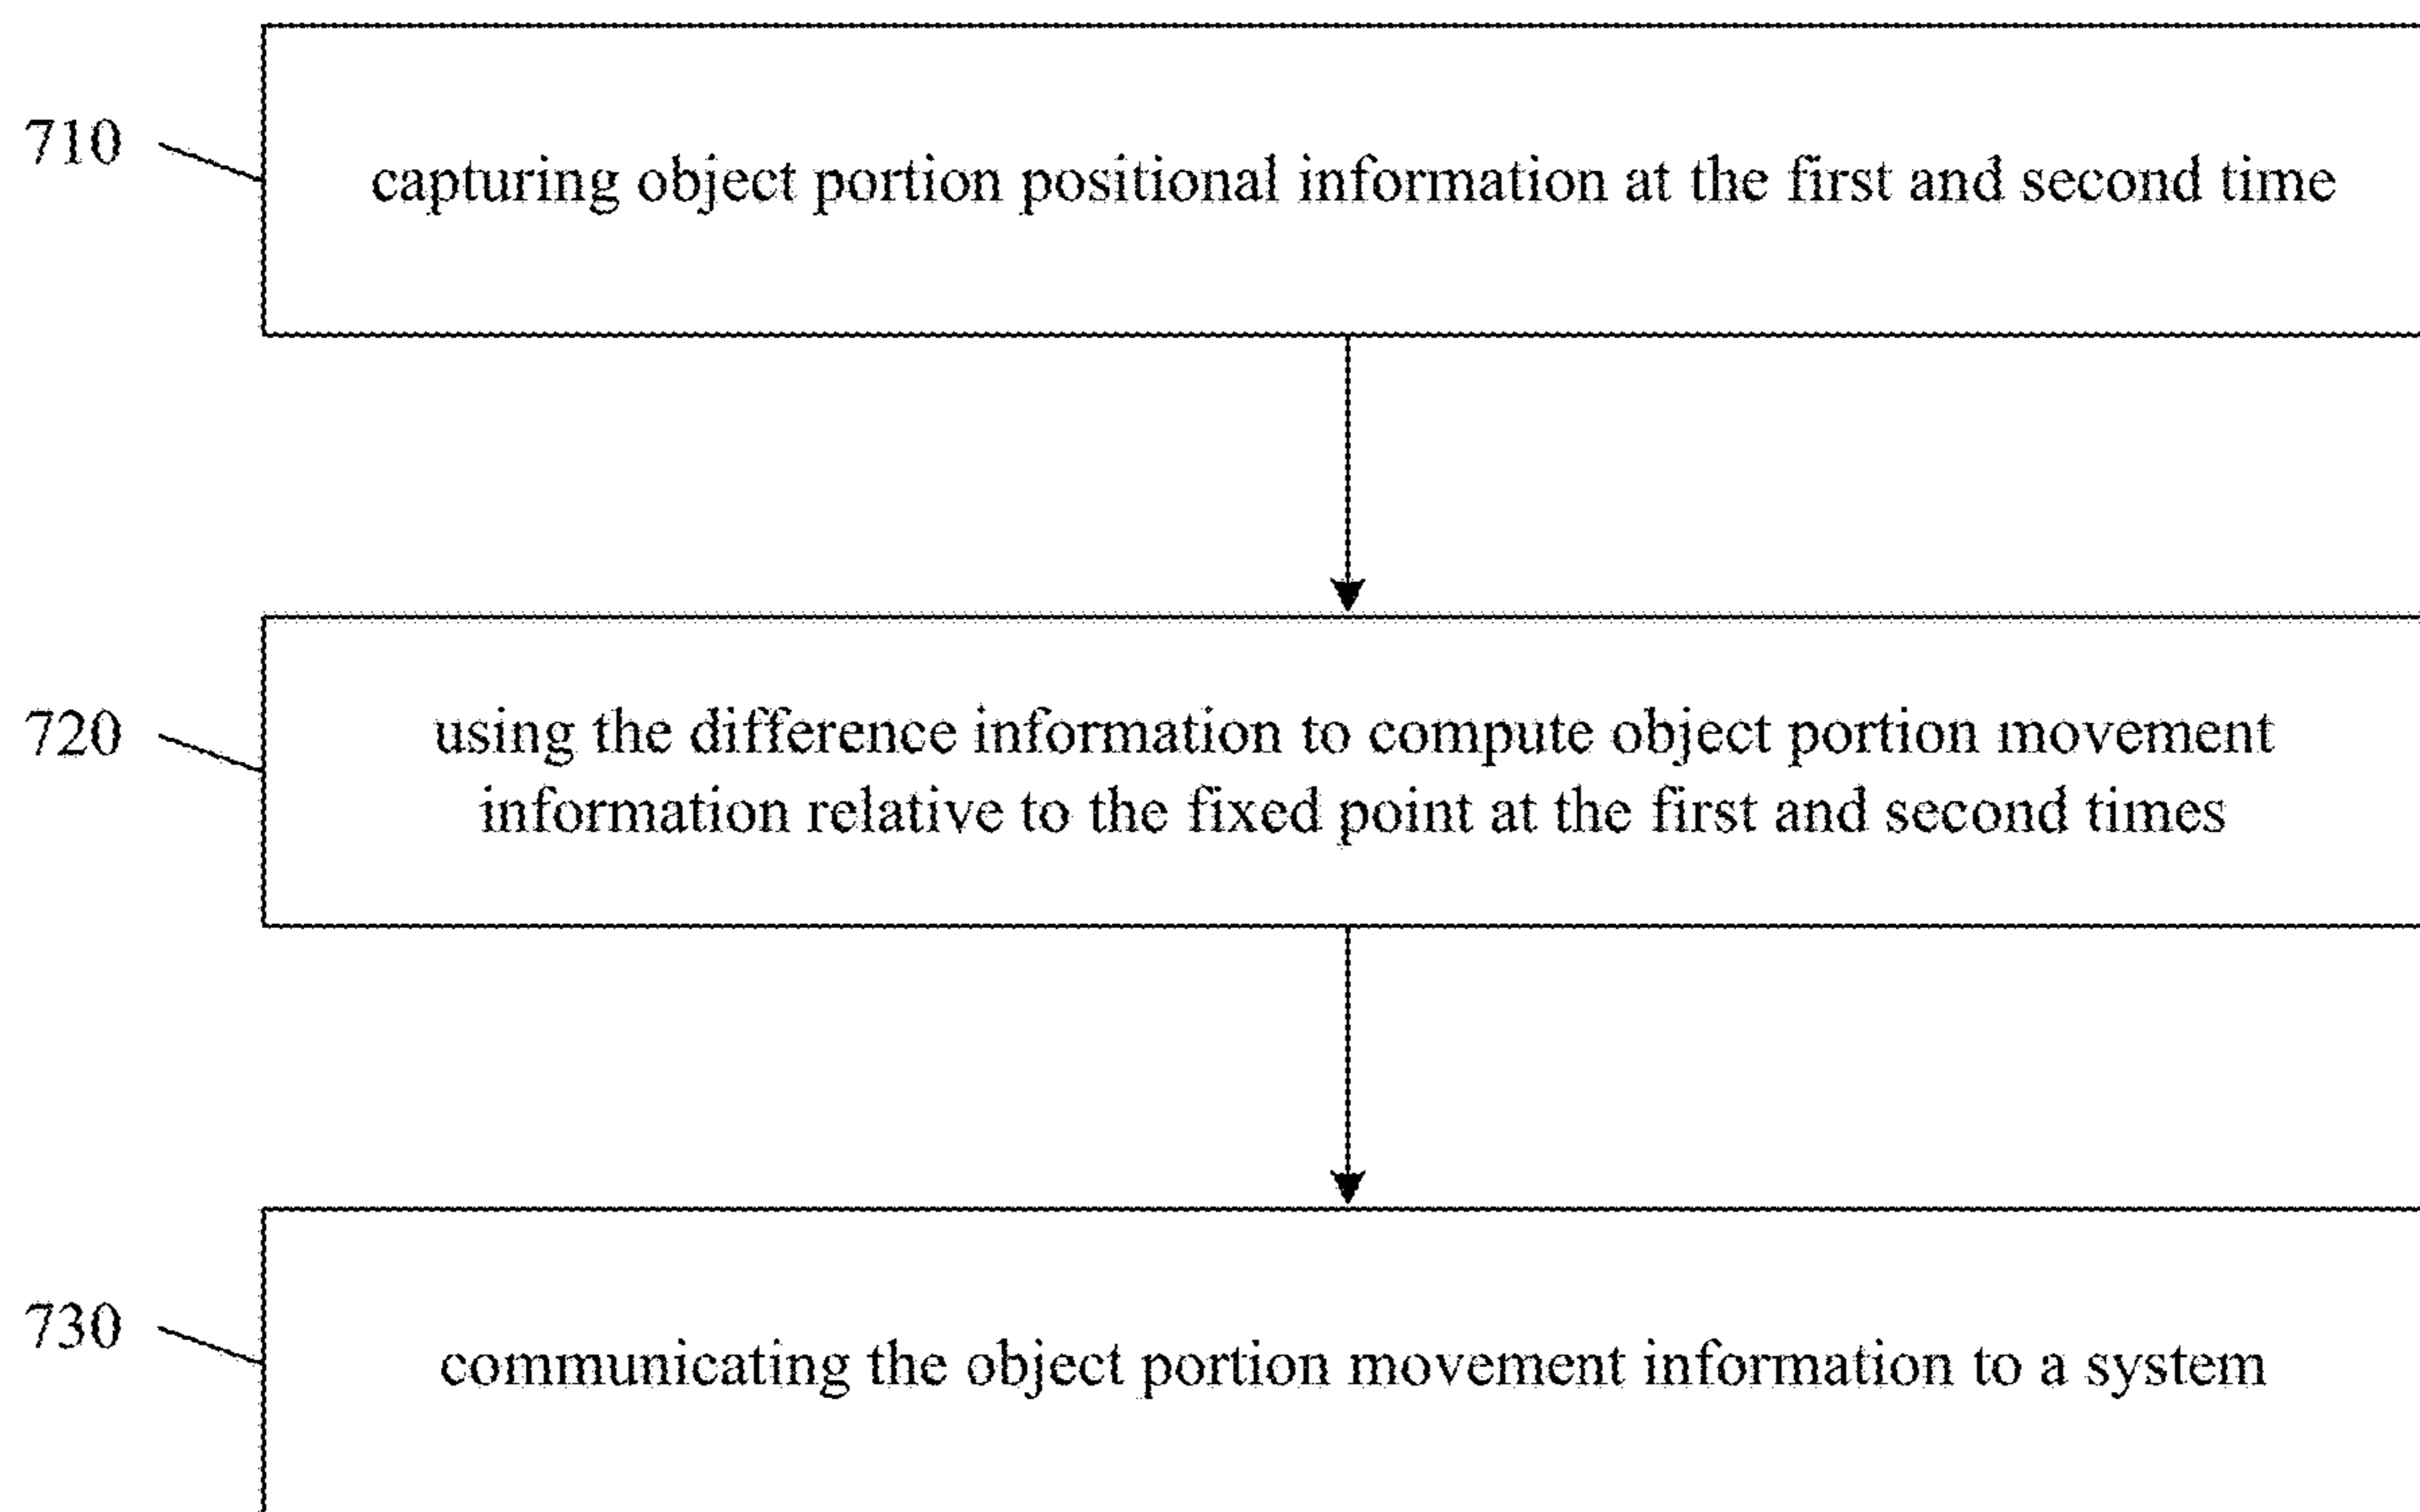 710
capturing object portion positional information at the first and second time
720
using the difference information to compute object portion movement
information relative to the fixed point at the first and second times
730
communicating the object portion movement information to a system